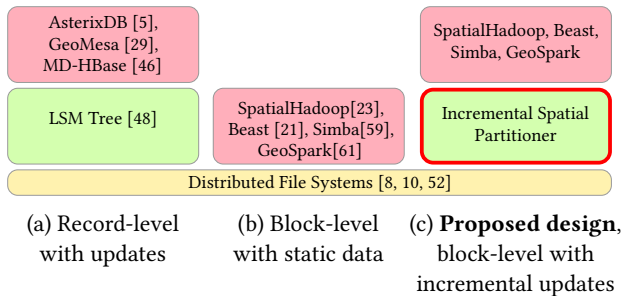 AsterixDB [5],
GeoMesa [29],
MD-HBase [46]
SpatialHadoop, Beast,
Simba, GeoSpark
LSM Tree [48]
SpatialHadoop[23],
Beast [21], Simba[59],
GeoSpark[61]
Incremental Spatial
Partitioner
Distributed File Systems [8, 10, 52]
(a) Record-level
with updates
(b) Block-level
with static data
(c) Proposed design,
block-level with
incremental updates